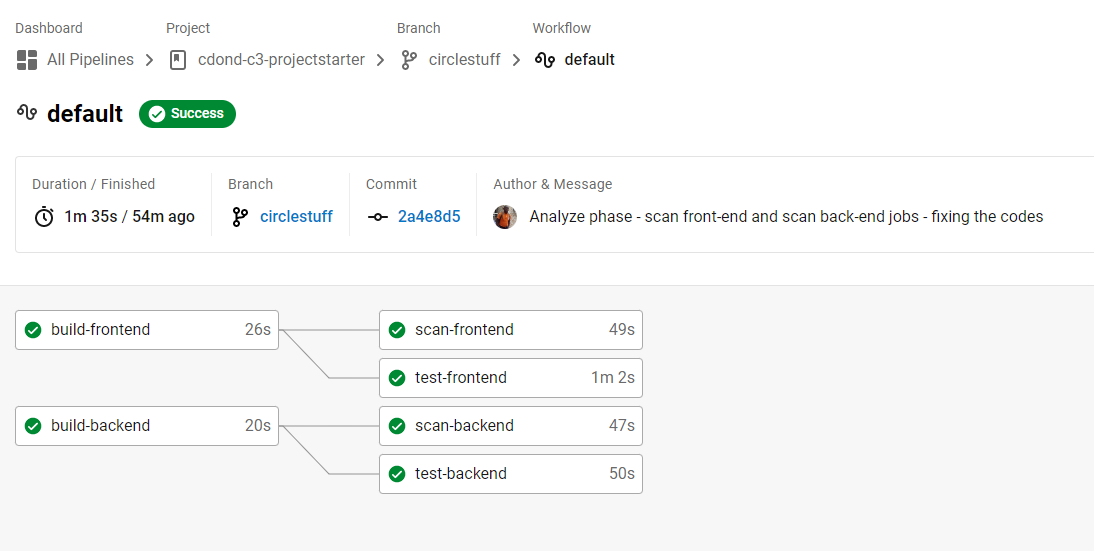 Dashboard Project Branch Workflow
All Pipelines cdond-c3-projectstarter circlestuff default
default Success
Duration / Finished Branch Commit Author & Message
1m 35s / 54m ago circlestuff 2a4e8d5 Analyze phase - scan front-end and scan back-end jobs - fixing the codes
build-frontend 26s scan-frontend 49s
test-frontend 1m 2s
build-backend 20s scan-backend 47s
test-backend 50s